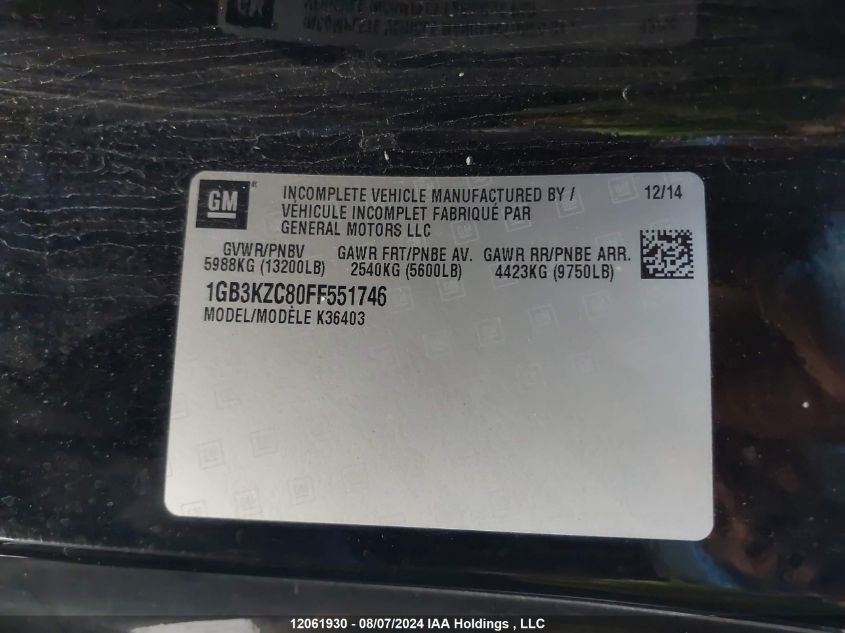 GM ® INCOMPLETE VEHICLE MANUFACTURED BY / 12/14
VÉHICULE INCOMPLET FABRIQUÉ PAR
GENERAL MOTORS LLC
GVWR/PNBV GAWR FRT/PNBE AV. GAWR RR/PNBE ARR.
5988KG (13200LB) 2540KG (5600LB) 4423KG (9750LB)
1GB3KZC80FF551746
MODEL/MODÈLE K36403
12061930 - 08/07/2024 IAA Holdings , LLC